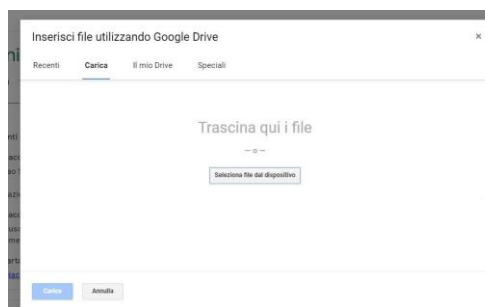 Inserisci file utilizzando Google Drive ×
Recenti Carica Il mio Drive Speciali
Trascina qui i file
— o —
Seleziona file dal dispositivo
Carica Annulla